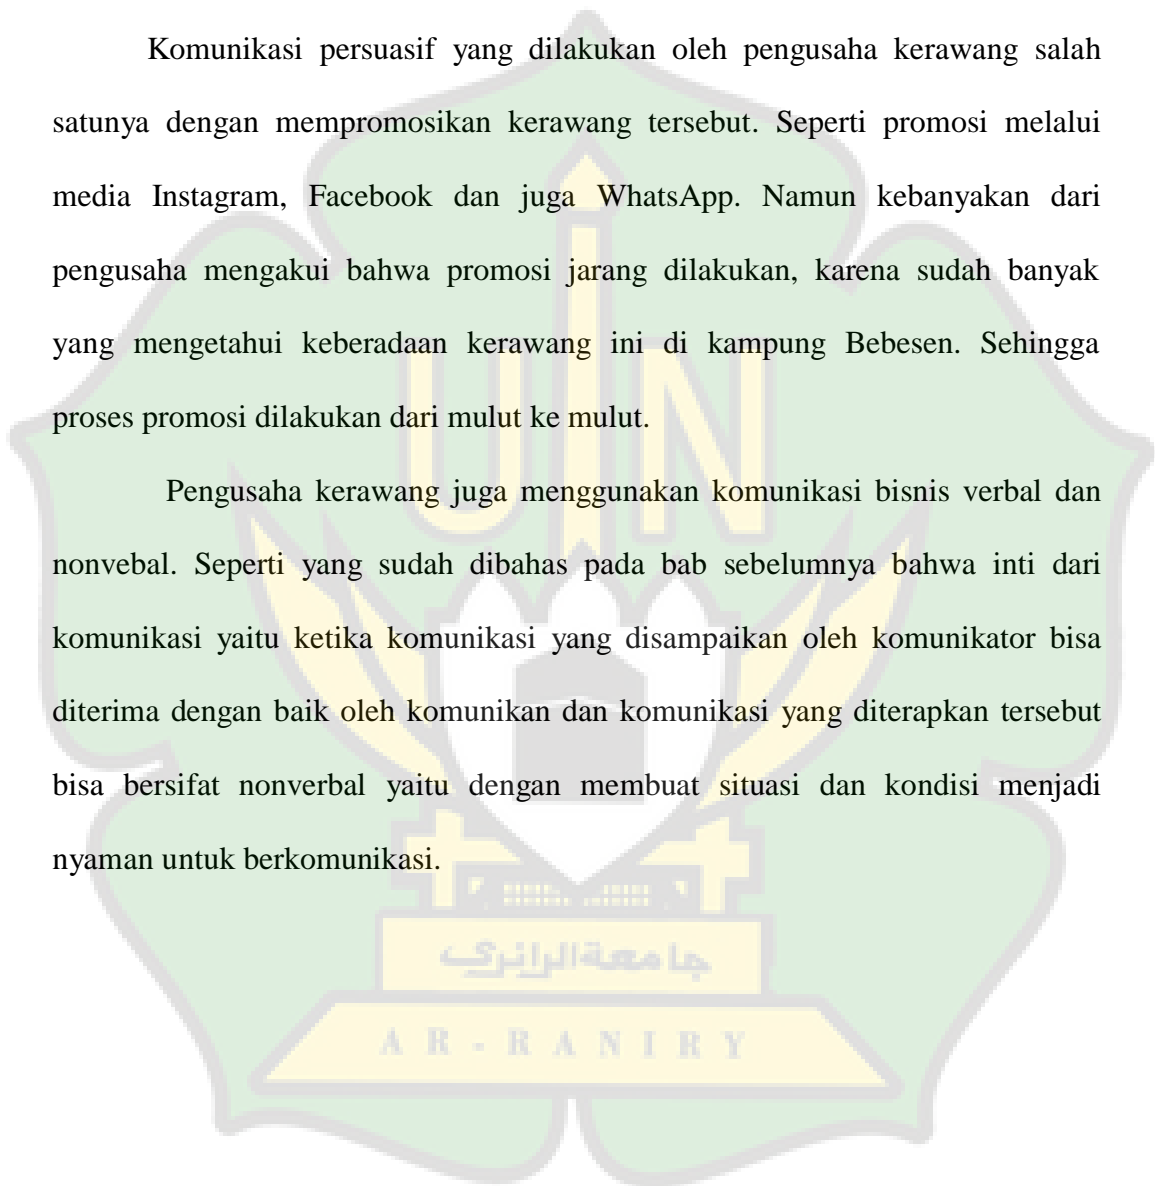 Komunikasi persuasif yang dilakukan oleh pengusaha kerawang salah
satunya dengan mempromosikan kerawang tersebut. Seperti promosi melalui
media Instagram, Facebook dan juga WhatsApp. Namun kebanyakan dari
pengusaha mengakui bahwa promosi jarang dilakukan, karena sudah banyak
yang mengetahui keberadaan kerawang ini di kampung Bebesen. Sehingga
proses promosi dilakukan dari mulut ke mulut.
Pengusaha kerawang juga menggunakan komunikasi bisnis verbal dan
nonvebal. Seperti yang sudah dibahas pada bab sebelumnya bahwa inti dari
komunikasi yaitu ketika komunikasi yang disampaikan oleh komunikator bisa
diterima dengan baik oleh komunikan dan komunikasi yang diterapkan tersebut
bisa bersifat nonverbal yaitu dengan membuat situasi dan kondisi menjadi
nyaman untuk berkomunikasi.
UIN
جامعةالرانرك
AR-RANIRY